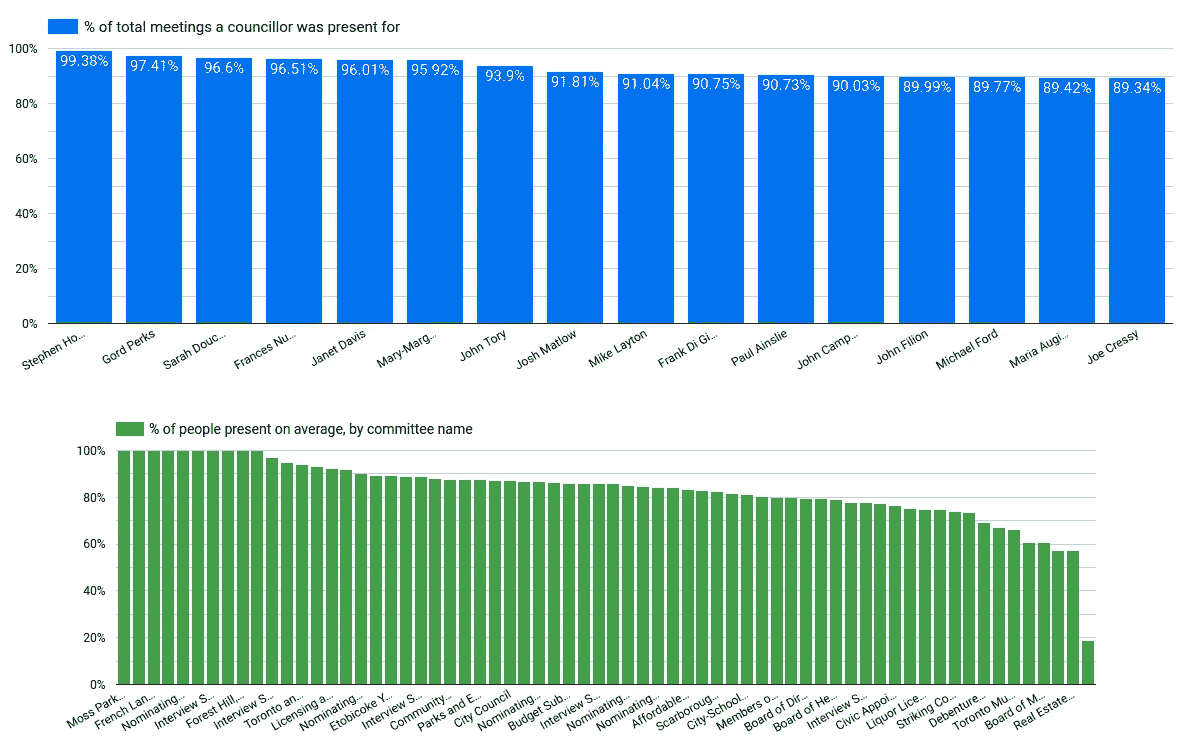 % of total meetings a councillor was present for
100%
80%
60%
40%
20%
0%
99.38% 97.41% 96.6% 96.51% 96.01% 95.92% 93.9% 91.81% 91.04% 90.75% 90.73% 90.03% 89.99% 89.77% 89.42% 89.34%
Stephen Ho...
Gord Perks
Sarah Douc...
Frances Nu...
Janet Davis
Mary-Marg...
John Tory
Josh Matlow
Mike Layton
Frank Di Gi...
Paul Ainslie
John Camp...
John Filion
Michael Ford
Maria Augi...
Joe Cressy
% of people present on average, by committee name
100%
80%
60%
40%
20%
0%
Moss Park...
French Lan...
Nominating...
Interview S...
Forest Hill,...
Interview S...
Toronto an...
Licensing a...
Nominating...
Etobicoke Y...
Interview S...
Community...
Parks and E...
City Council
Nominating...
Budget Sub...
Interview S...
Nominating...
Nominating...
Affordable...
Scarboroug...
City-School...
Members o...
Board of Dir...
Board of He...
Interview S...
Civic Appoi...
Liquor Lice...
Striking Co...
Debenture...
Toronto Mu...
Board of M...
Real Estate...